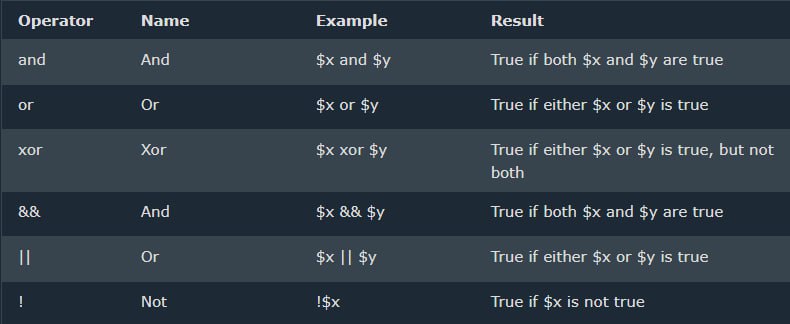 Operator Name Example Result
and And $x and $y True if both $x and $y are true
or Or $x or $y True if either $x or $y is true
xor Xor $x xor $y True if either $x or $y is true, but not
both
&& And $x && $y True if both $x and $y are true
|| Or $x || $y True if either $x or $y is true
! Not !$x True if $x is not true